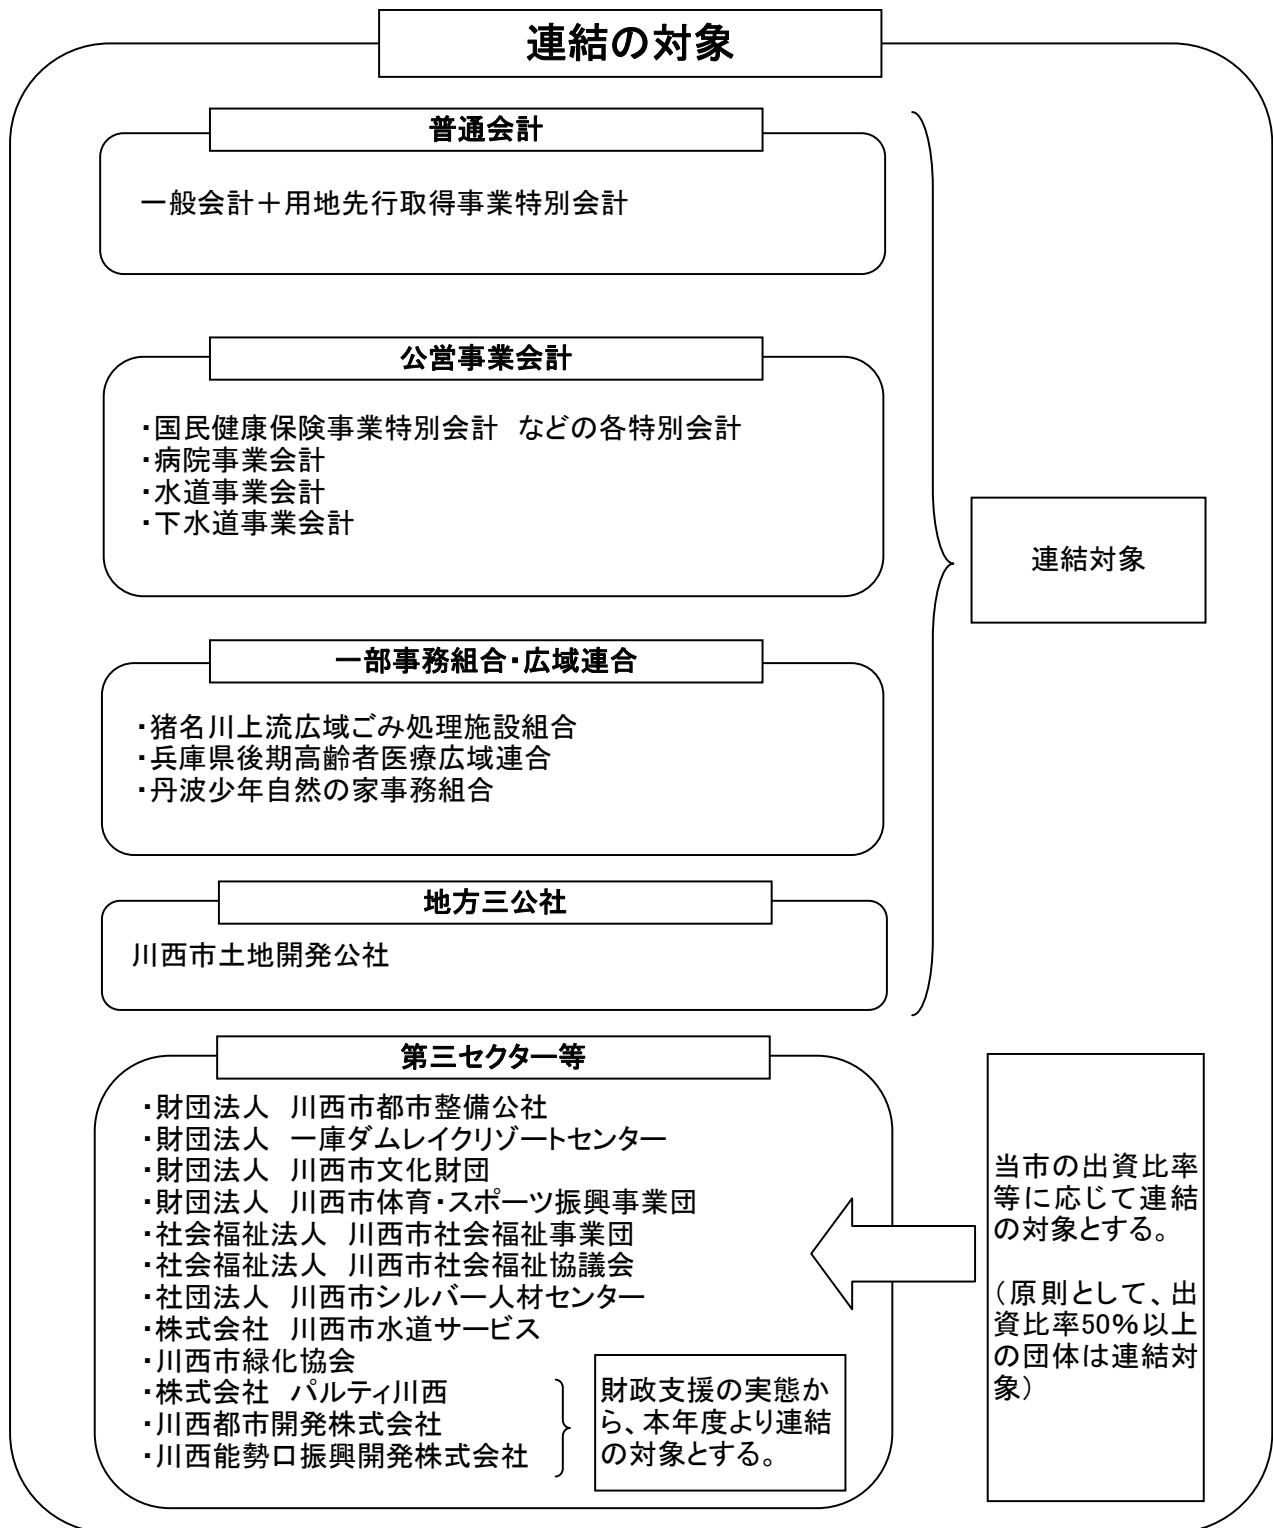 連結の対象
普通会計
一般会計＋用地先行取得事業特別会計
公営事業会計
・国民健康保険事業特別会計　などの各特別会計
・病院事業会計
・水道事業会計
・下水道事業会計
連結対象
一部事務組合・広域連合
・猪名川上流広域ごみ処理施設組合
・兵庫県後期高齢者医療広域連合
・丹波少年自然の家事務組合
地方三公社
川西市土地開発公社
第三セクター等
・財団法人　川西市都市整備公社
・財団法人　一庫ダムレイクリゾートセンター
・財団法人　川西市文化財団
・財団法人　川西市体育・スポーツ振興事業団
・社会福祉法人　川西市社会福祉事業団
・社会福祉法人　川西市社会福祉協議会
・社団法人　川西市シルバー人材センター
・株式会社　川西市水道サービス
・川西市緑化協会
・株式会社　パルティ川西
・川西都市開発株式会社
・川西能勢口振興開発株式会社
財政支援の実態か
ら、本年度より連結
の対象とする。
当市の出資比率
等に応じて連結
の対象とする。
（原則として、出
資比率50％以上
の団体は連結対
象）